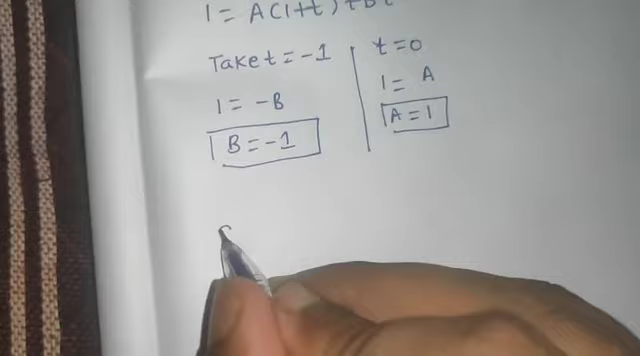 1 = A(1+t) + Bt
Take t = -1
1 = -B
B = -1
t = 0
1 = A
A = 1